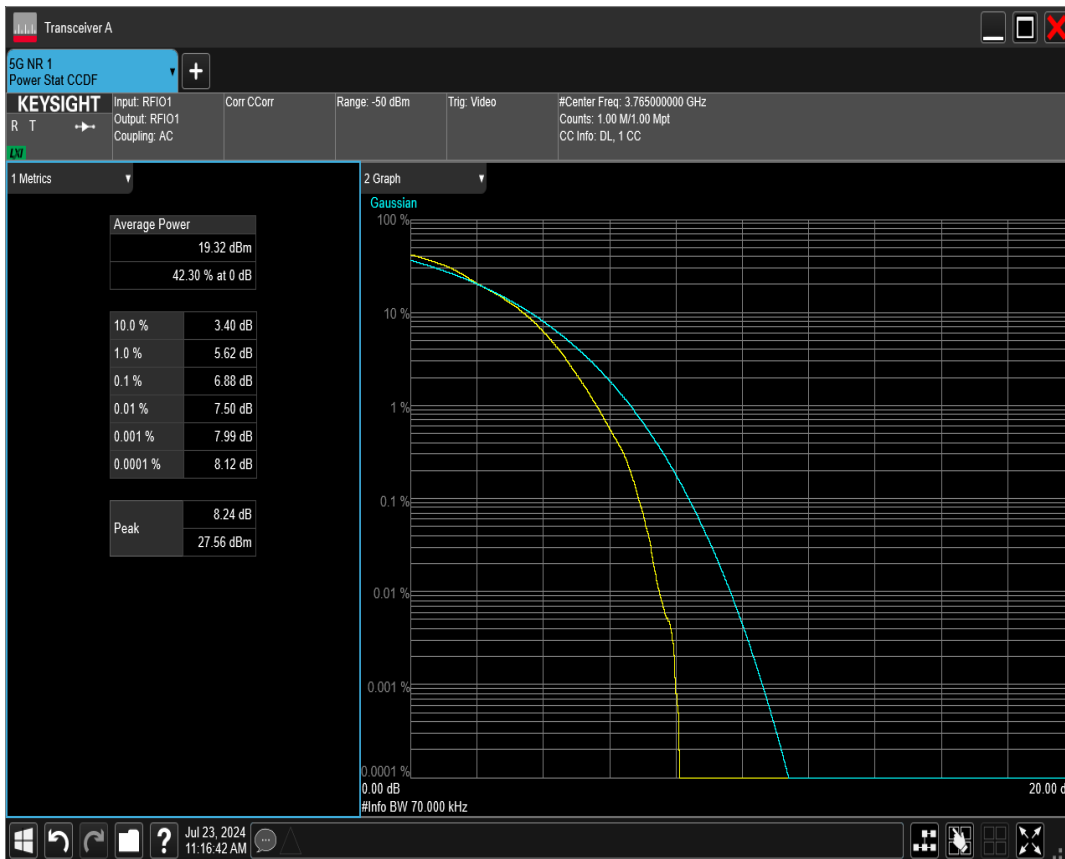 Transceiver A
5G NR 1
Power Stat CCDF
KEYSIGHT
R T
LXI
Input: RFIO1
Output: RFIO1
Coupling: AC
Corr CCorr
Range: -50 dBm
Trig: Video
#Center Freq: 3.765000000 GHz
Counts: 1.00 M/1.00 Mpt
CC Info: DL, 1 CC
1 Metrics
Average Power
19.32 dBm
42.30 % at 0 dB
10.0 % 3.40 dB
1.0 % 5.62 dB
0.1 % 6.88 dB
0.01 % 7.50 dB
0.001 % 7.99 dB
0.0001 % 8.12 dB
Peak
8.24 dB
27.56 dBm
2 Graph
Gaussian
100 %
10 %
1 %
0.1 %
0.01 %
0.001 %
0.0001 %
0.00 dB 20.00 d
#Info BW 70.000 kHz
Jul 23, 2024
11:16:42 AM